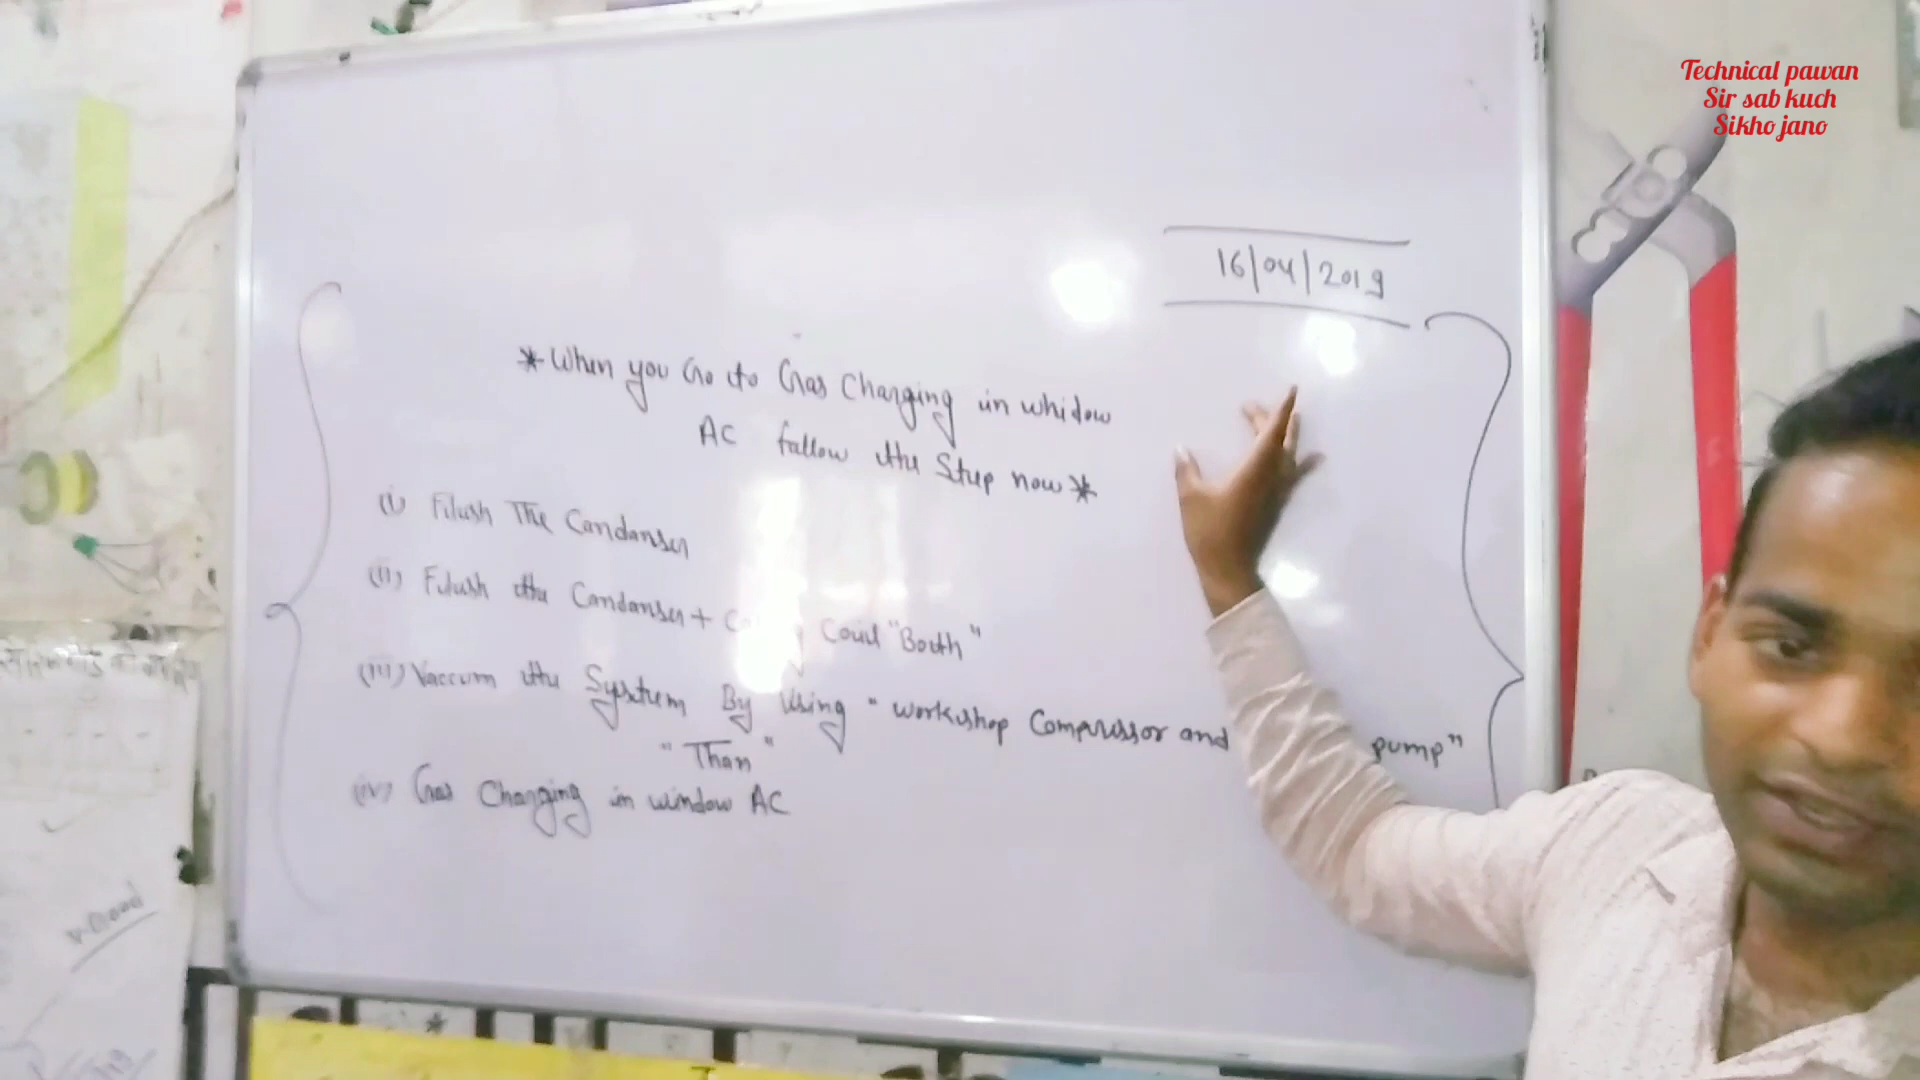 Technical pawan
Sir sab kuch
Sikho jano
16/04/2019
*When you Go to Gas Charging in whidow
AC fallow the Step now*
(i) Flush The Condanser
(ii) Flush the Condanser + Coud "Both"
(iii) Vaccum the System By Using "workshop Compressor and pump"
"Than"
(iv) Gas Charging in window AC